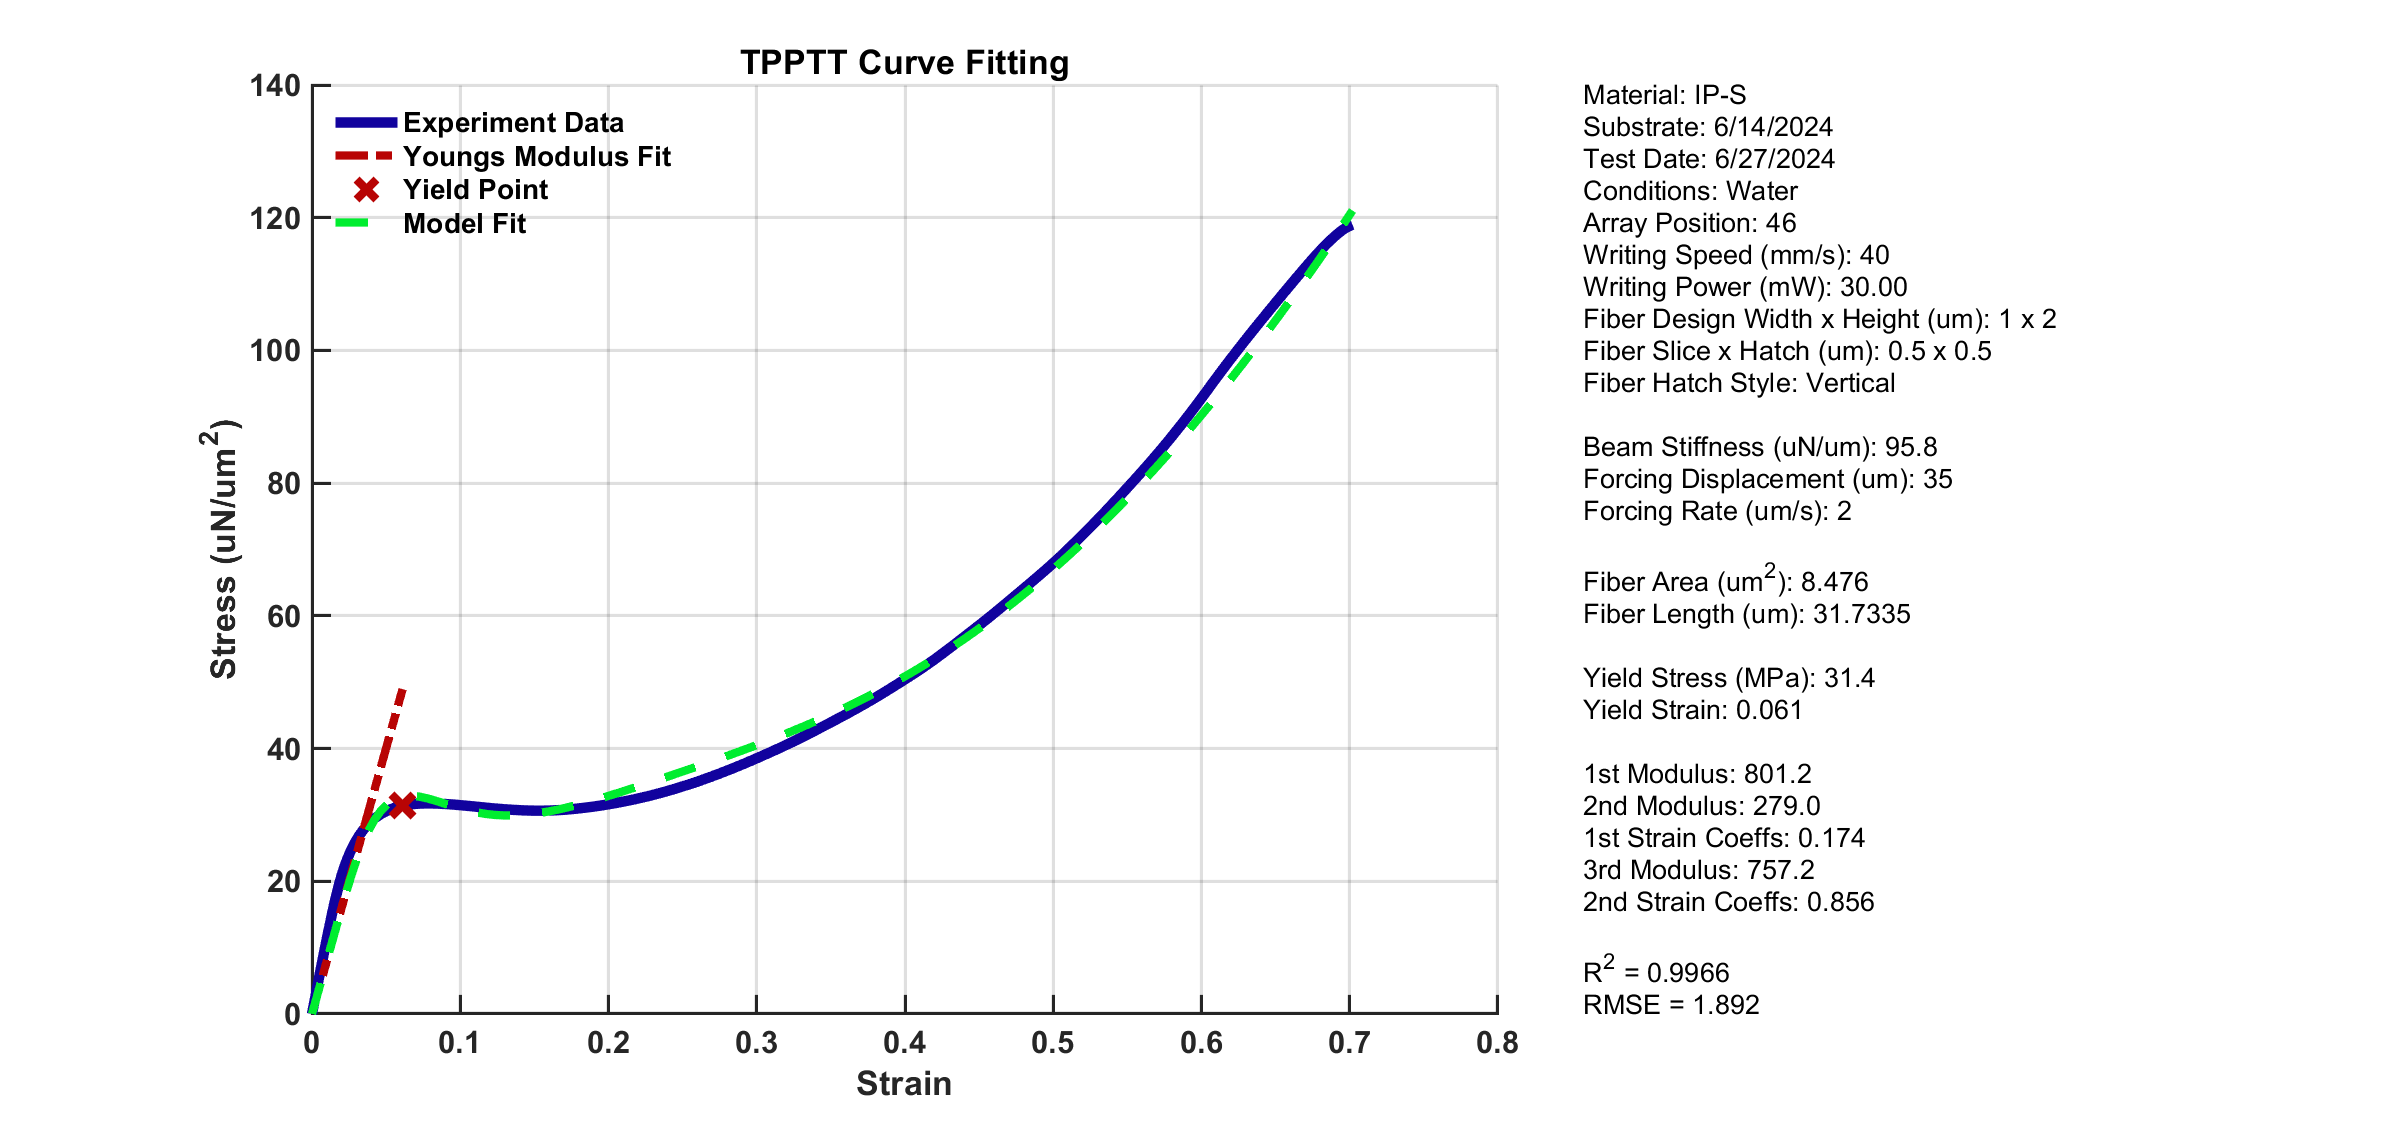 TPPTT Curve Fitting
140
120
100
80
60
40
20
0
Stress (uN/um²)
Experiment Data
Youngs Modulus Fit
Yield Point
Model Fit
0 0.1 0.2 0.3 0.4 0.5 0.6 0.7 0.8
Strain
Material: IP-S
Substrate: 6/14/2024
Test Date: 6/27/2024
Conditions: Water
Array Position: 46
Writing Speed (mm/s): 40
Writing Power (mW): 30.00
Fiber Design Width x Height (um): 1 x 2
Fiber Slice x Hatch (um): 0.5 x 0.5
Fiber Hatch Style: Vertical
Beam Stiffness (uN/um): 95.8
Forcing Displacement (um): 35
Forcing Rate (um/s): 2
Fiber Area (um²): 8.476
Fiber Length (um): 31.7335
Yield Stress (MPa): 31.4
Yield Strain: 0.061
1st Modulus: 801.2
2nd Modulus: 279.0
1st Strain Coeffs: 0.174
3rd Modulus: 757.2
2nd Strain Coeffs: 0.856
R² = 0.9966
RMSE = 1.892